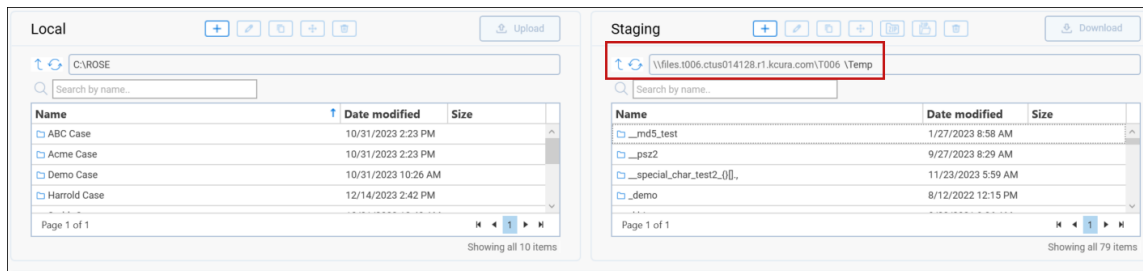 Local
Upload
C:\ROSE
Search by name..
Name Date modified Size
ABC Case 10/31/2023 2:23 PM
Acme Case 10/31/2023 2:23 PM
Demo Case 10/31/2023 10:26 AM
Harrold Case 12/14/2023 2:42 PM
Page 1 of 1 1
Showing all 10 items
Staging
Download
\\files.t006.ctus014128.r1.kcura.com\T006 \Temp
Search by name..
Name Date modified Size
__md5_test 1/27/2023 8:58 AM
__psz2 9/27/2023 8:29 AM
__special_char_test2_()[]., 11/23/2023 5:59 AM
_demo 8/12/2022 12:15 PM
Page 1 of 1 1
Showing all 79 items